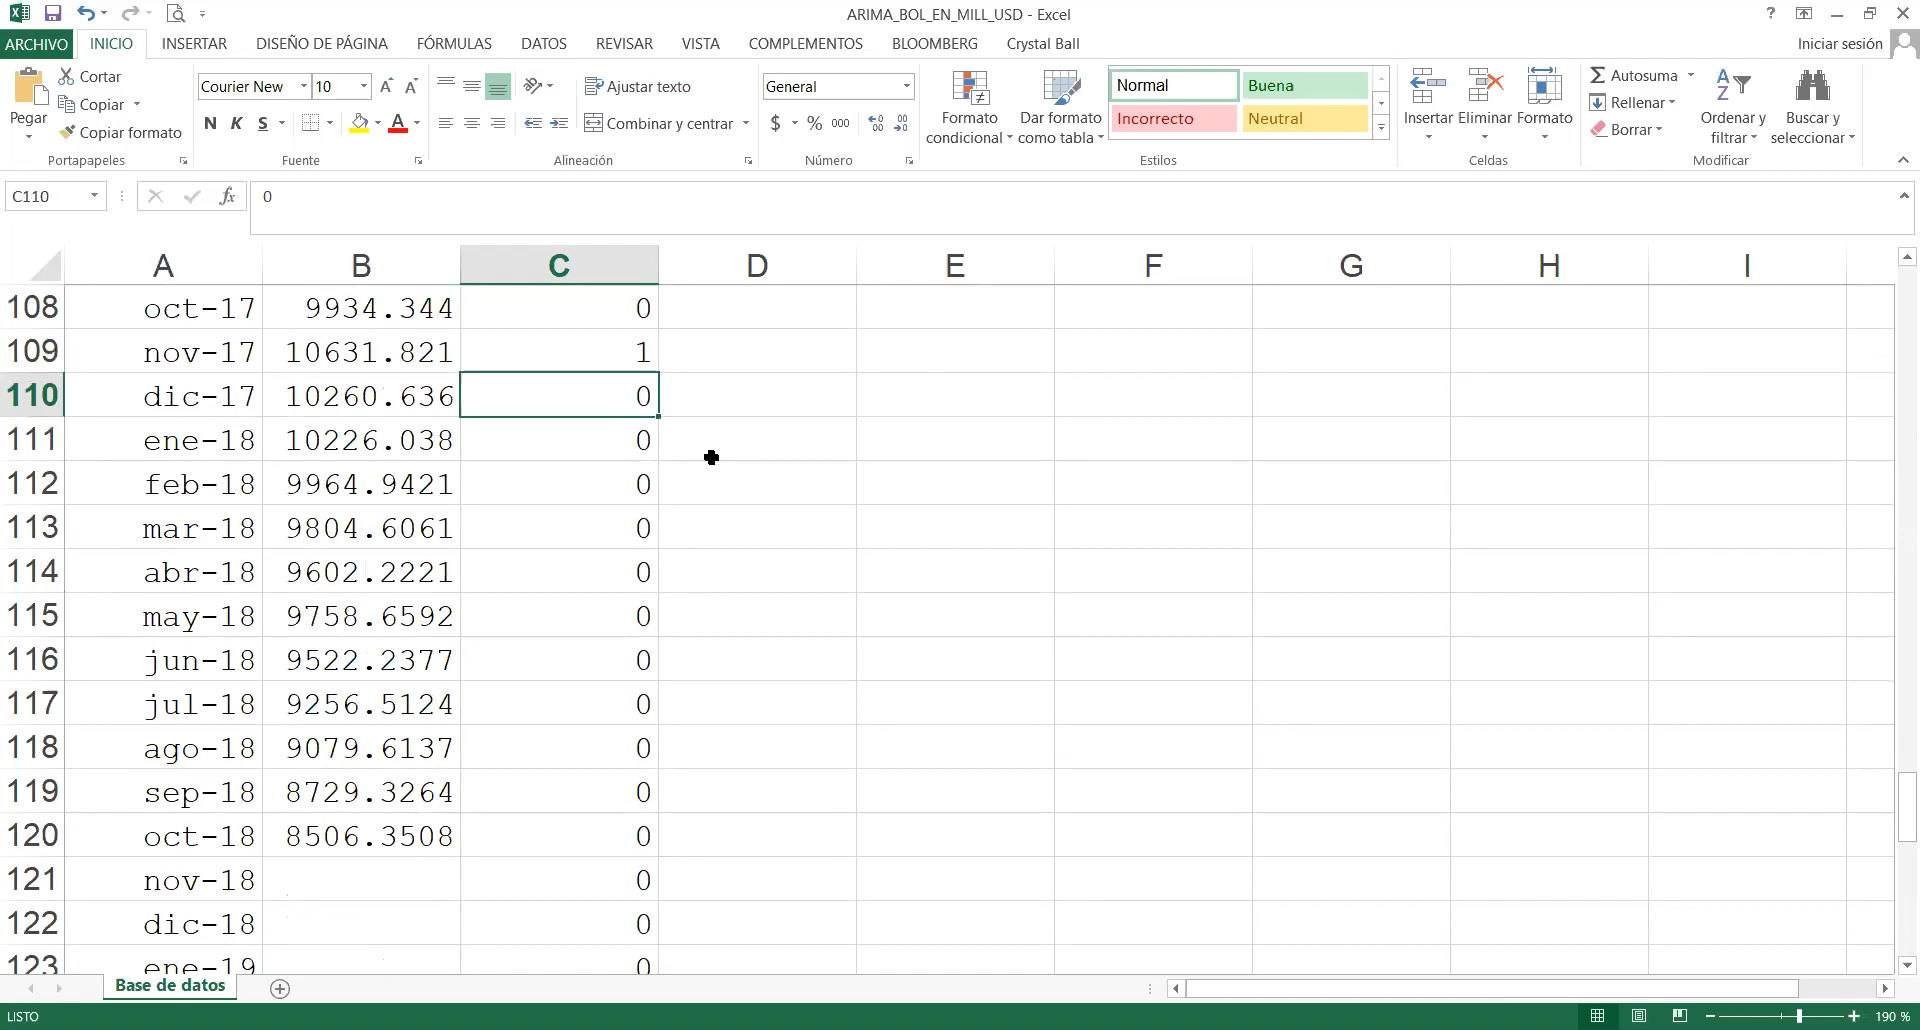 ARIMA_BOL_EN_MILL_USD - Excel
?
ARCHIVO INICIO INSERTAR DISEÑO DE PÁGINA FÓRMULAS DATOS REVISAR VISTA COMPLEMENTOS BLOOMBERG Crystal Ball Iniciar sesión
Pegar
Cortar
Copiar
Copiar formato
Portapapeles
Courier New 10
N K S A
Fuente
Ajustar texto
Combinar y centrar
Alineación
General
$ % 000
Número
Formato condicional
Dar formato como tabla
Normal Buena
Incorrecto Neutral
Estilos
Insertar Eliminar Formato
Celdas
Autosuma
Rellenar
Borrar
Ordenar y filtrar
Buscar y seleccionar
Modificar
C110 fx 0
A B C D E F G H I
108 oct-17 9934.344 0
109 nov-17 10631.821 1
110 dic-17 10260.636 0
111 ene-18 10226.038 0
112 feb-18 9964.9421 0
113 mar-18 9804.6061 0
114 abr-18 9602.2221 0
115 may-18 9758.6592 0
116 jun-18 9522.2377 0
117 jul-18 9256.5124 0
118 ago-18 9079.6137 0
119 sep-18 8729.3264 0
120 oct-18 8506.3508 0
121 nov-18 0
122 dic-18 0
123 ene-19 0
Base de datos
LISTO 190 %